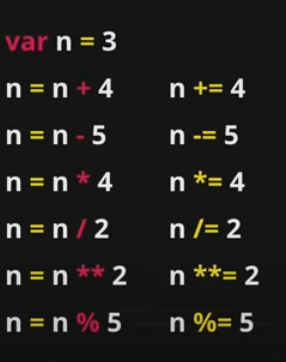 var n = 3
n = n + 4 n += 4
n = n - 5 n -= 5
n = n * 4 n *= 4
n = n / 2 n /= 2
n = n ** 2 n **= 2
n = n % 5 n %= 5